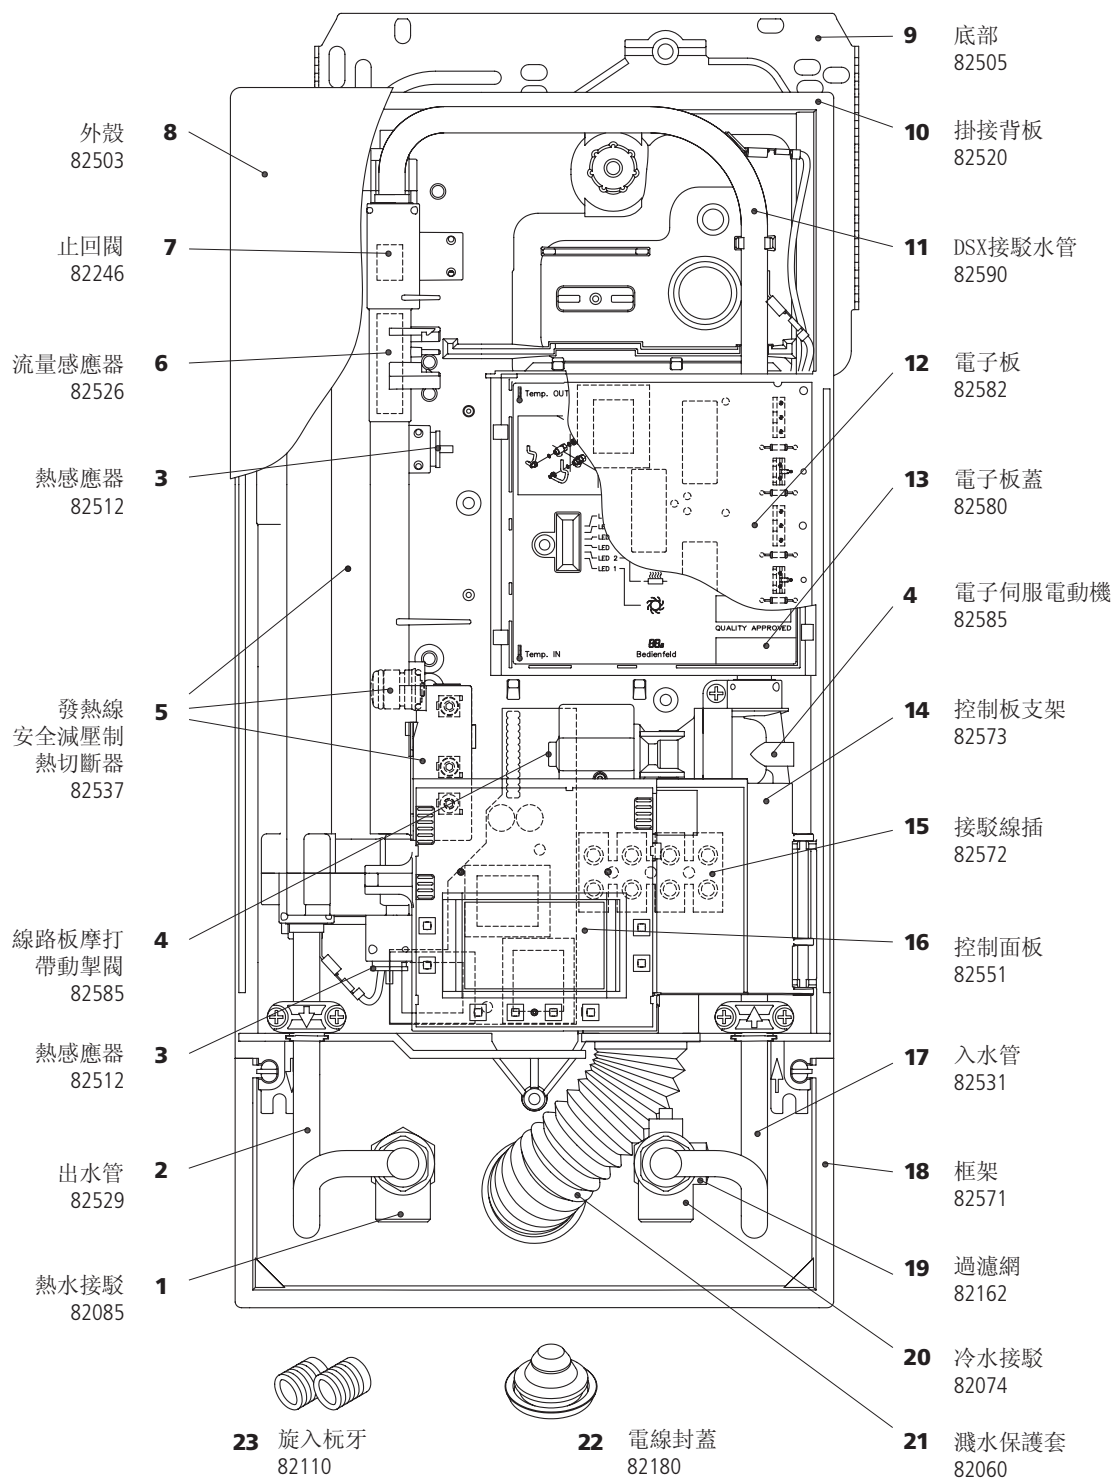 9 底部
82505
外殼 8
82503
10 掛接背板
82520
止回閥 7
82246
11 DSX接駁水管
82590
流量感應器 6
82526
12 電子板
82582
Temp. OUT
熱感應器 3
82512
13 電子板蓋
82580
L
LE
LED
LED
LED 2
LED 1
4 電子伺服電動機
82585
QUALITY APPROVED
Temp. IN
Bedienfeld
發熱線 5
安全減壓制
熱切斷器
82537
14 控制板支架
82573
15 接駁線插
82572
線路板摩打 4
帶動掣閥
82585
16 控制面板
82551
熱感應器 3
82512
17 入水管
82531
出水管 2
82529
18 框架
82571
熱水接駁 1
82085
19 過濾網
82162
20 冷水接駁
82074
23 旋入杬牙
82110
22 電線封蓋
82180
21 濺水保護套
82060